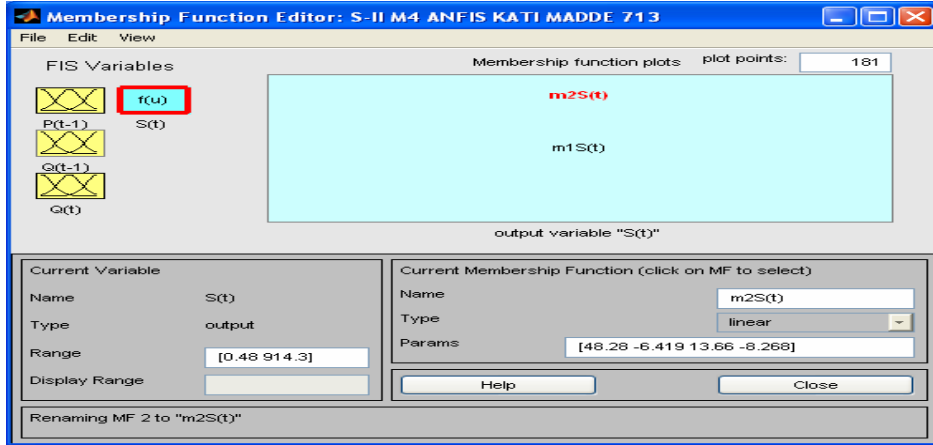 Membership Function Editor: S-II M4 ANFIS KATI MADDE 713
File Edit View
FIS Variables
Membership function plots
plot points: 181
f(u)
P(t-1)
S(t)
Q(t-1)
Q(t)
m2S(t)
m1S(t)
output variable "S(t)"
Current Variable
Name S(t)
Type output
Range [0.48 914.3]
Display Range
Current Membership Function (click on MF to select)
Name m2S(t)
Type linear
Params [48.28 -6.419 13.66 -8.268]
Help Close
Renaming MF 2 to "m2S(t)"